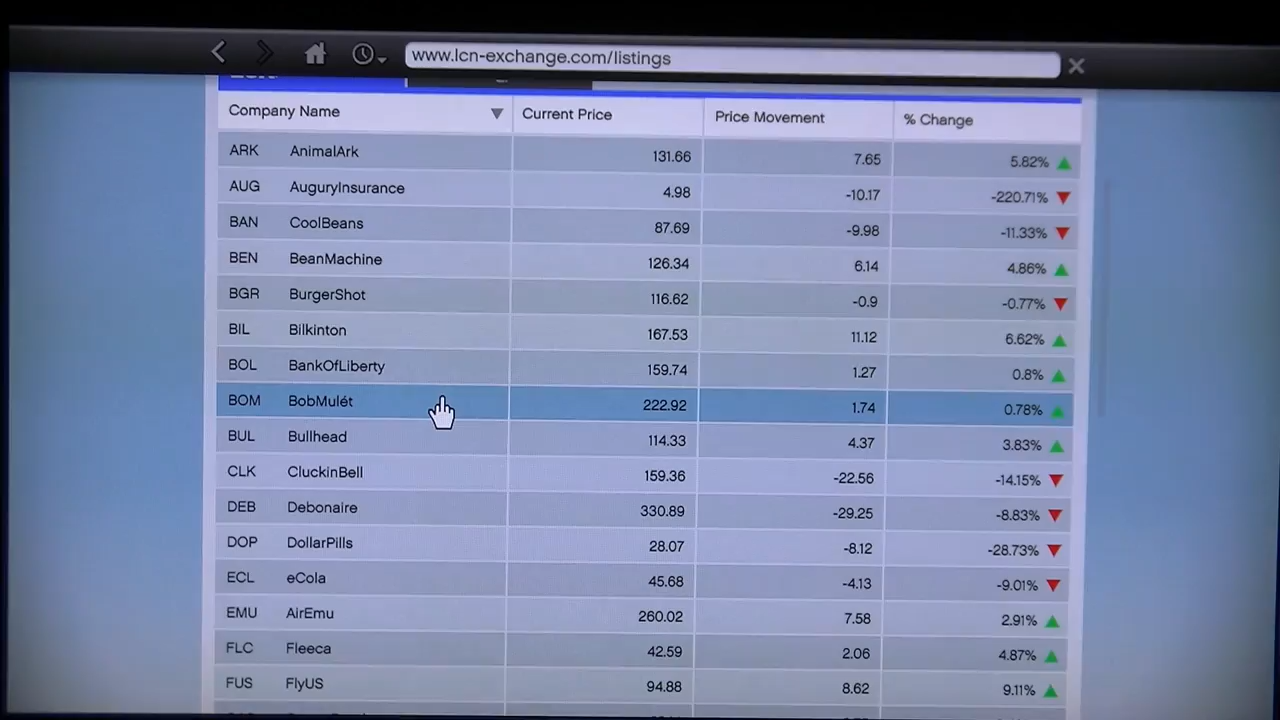 www.lcn-exchange.com/listings
Company Name Current Price Price Movement % Change
ARK AnimalArk 131.66 7.65 5.82%
AUG AuguryInsurance 4.98 -10.17 -220.71%
BAN CoolBeans 87.69 -9.98 -11.33%
BEN BeanMachine 126.34 6.14 4.86%
BGR BurgerShot 116.62 -0.9 -0.77%
BIL Bilkinton 167.53 11.12 6.62%
BOL BankOfLiberty 159.74 1.27 0.8%
BOM BobMulét 222.92 1.74 0.78%
BUL Bullhead 114.33 4.37 3.83%
CLK CluckinBell 159.36 -22.56 -14.15%
DEB Debonaire 330.89 -29.25 -8.83%
DOP DollarPills 28.07 -8.12 -28.73%
ECL eCola 45.68 -4.13 -9.01%
EMU AirEmu 260.02 7.58 2.91%
FLC Fleeca 42.59 2.06 4.87%
FUS FlyUS 94.88 8.62 9.11%